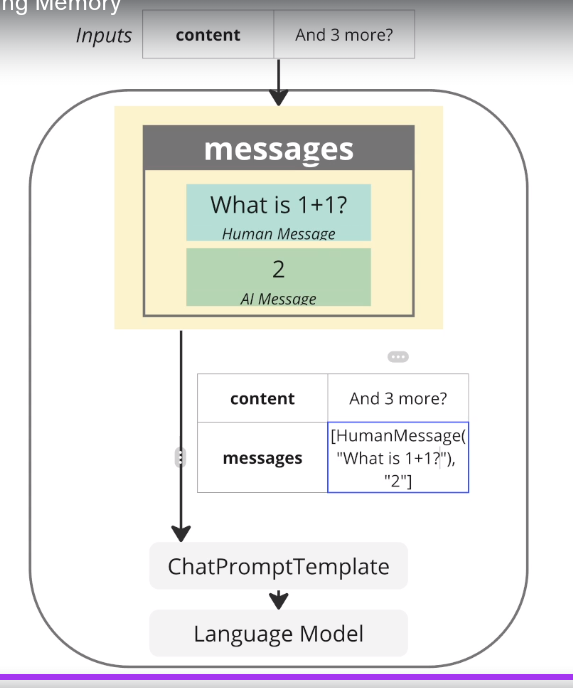 ng Memory
Inputs content And 3 more?
messages
What is 1+1?
Human Message
2
AI Message
content And 3 more?
[HumanMessage(
messages "What is 1+1?"),
"2"]
ChatPromptTemplate
Language Model